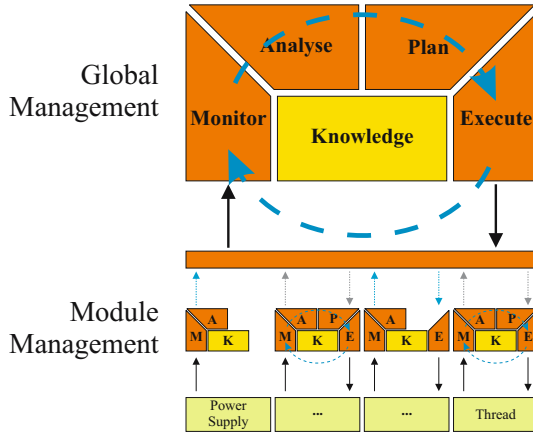 Global
Management
Analyse
Plan
Monitor
Execute
Knowledge
Module
Management
A
M
K
A
P
M
K
E
A
M
K
E
A
P
M
K
E
Power
Supply
...
...
Thread